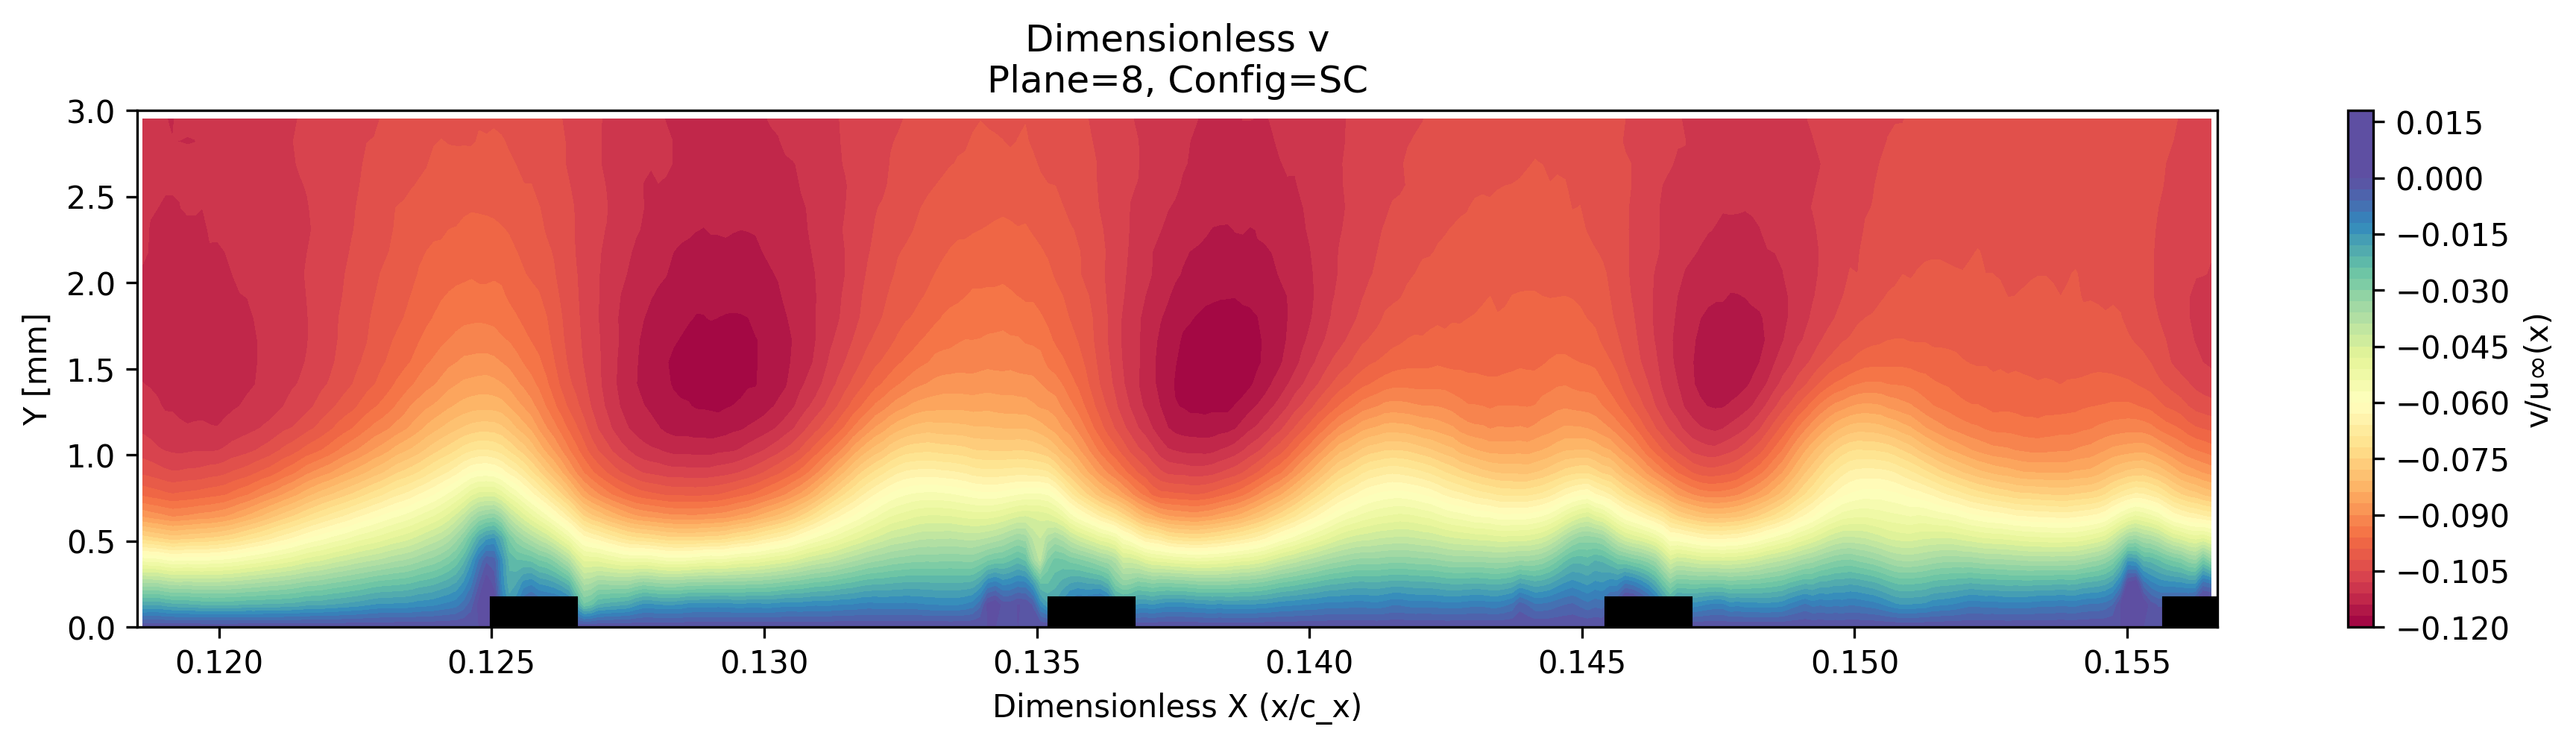 Dimensionless v
Plane=8, Config=SC
3.0
2.5
2.0
1.5
1.0
0.5
0.0
Y [mm]
0.120 0.125 0.130 0.135 0.140 0.145 0.150 0.155
Dimensionless X (x/c_x)
0.015
0.000
−0.015
−0.030
−0.045
−0.060
−0.075
−0.090
−0.105
−0.120
v/u∞(x)